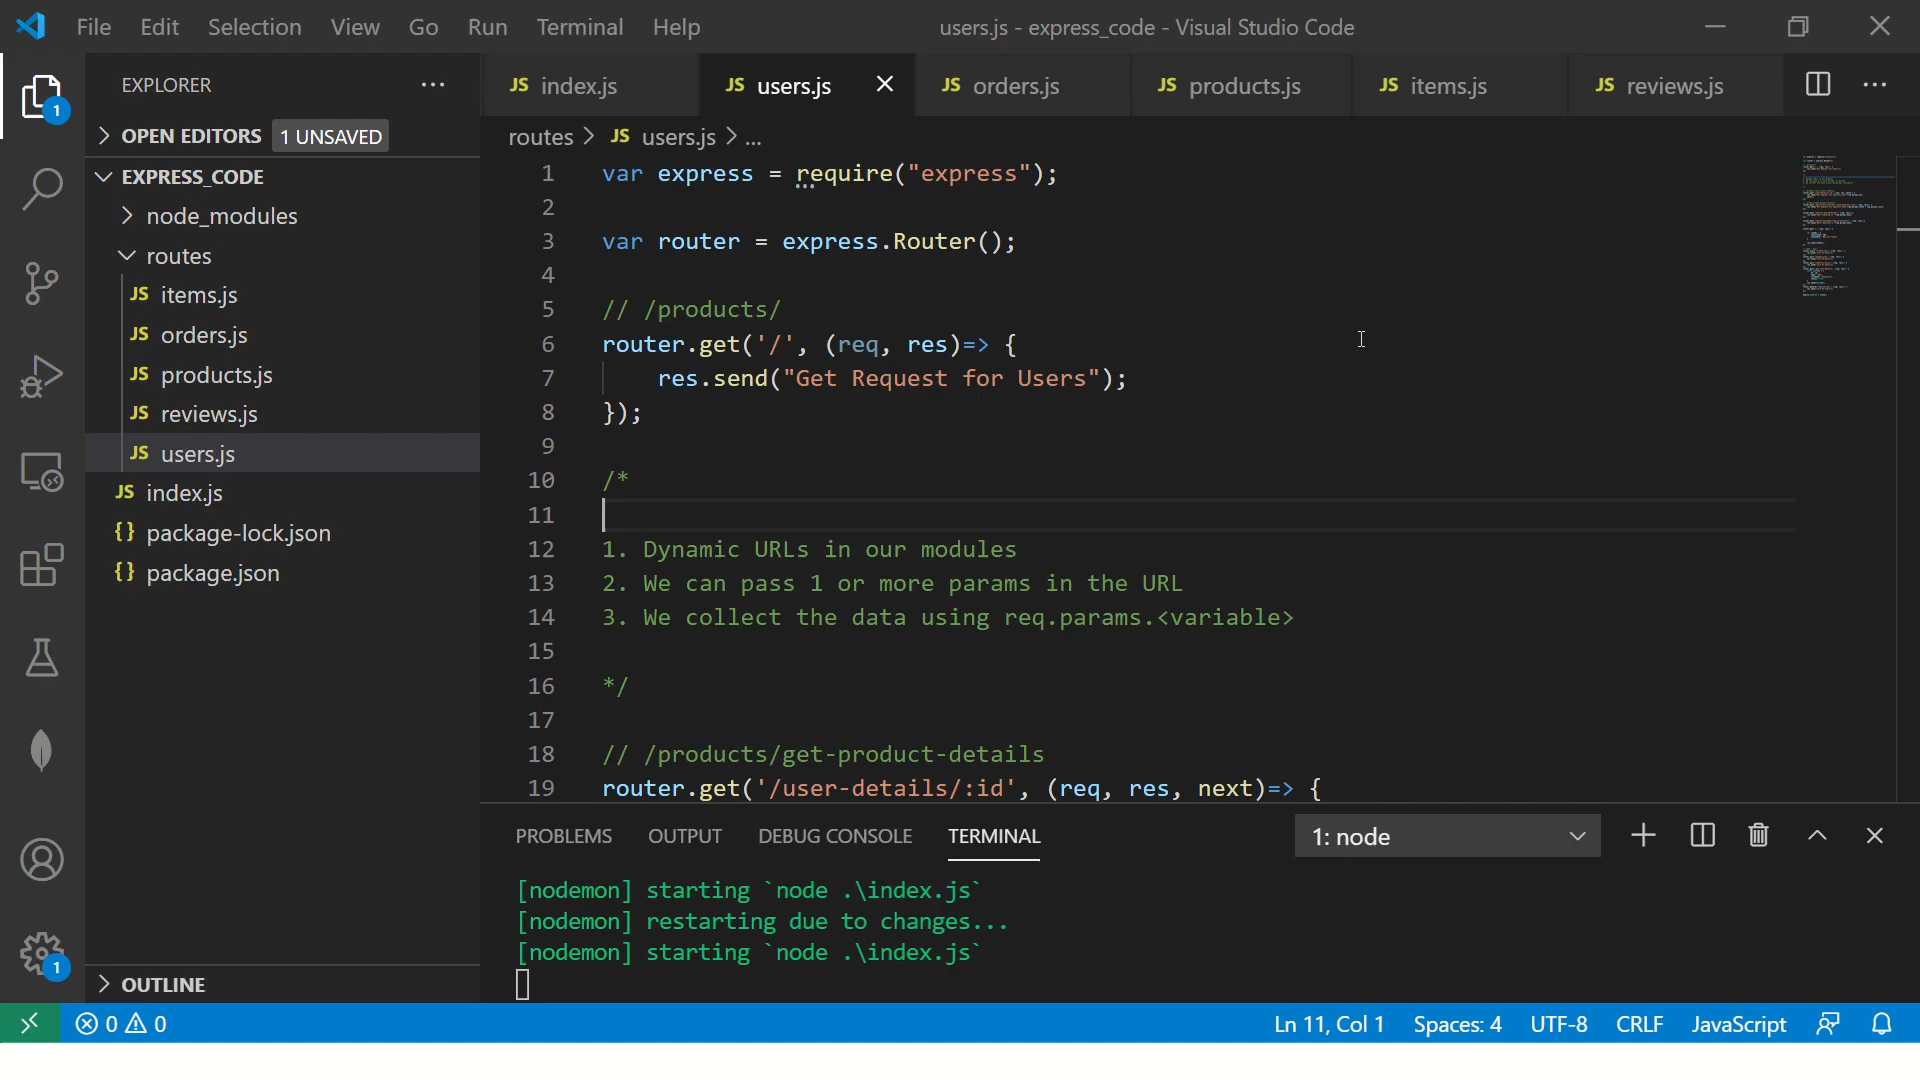 File Edit Selection View Go Run Terminal Help
users.js - express_code - Visual Studio Code
EXPLORER
1
OPEN EDITORS 1 UNSAVED
EXPRESS_CODE
node_modules
routes
JS items.js
JS orders.js
JS products.js
JS reviews.js
JS users.js
JS index.js
{} package-lock.json
{} package.json
OUTLINE
1
JS index.js JS users.js JS orders.js JS products.js JS items.js JS reviews.js
routes > JS users.js > ...
1 var express = require("express");
2
3 var router = express.Router();
4
5 // /products/
6 router.get('/', (req, res)=> {
7 res.send("Get Request for Users");
8 });
9
10 /*
11
12 1. Dynamic URLs in our modules
13 2. We can pass 1 or more params in the URL
14 3. We collect the data using req.params.<variable>
15
16 */
17
18 // /products/get-product-details
19 router.get('/user-details/:id', (req, res, next)=> {
PROBLEMS OUTPUT DEBUG CONSOLE TERMINAL 1: node
[nodemon] starting `node .\index.js`
[nodemon] restarting due to changes...
[nodemon] starting `node .\index.js`
0 0 Ln 11, Col 1 Spaces: 4 UTF-8 CRLF JavaScript